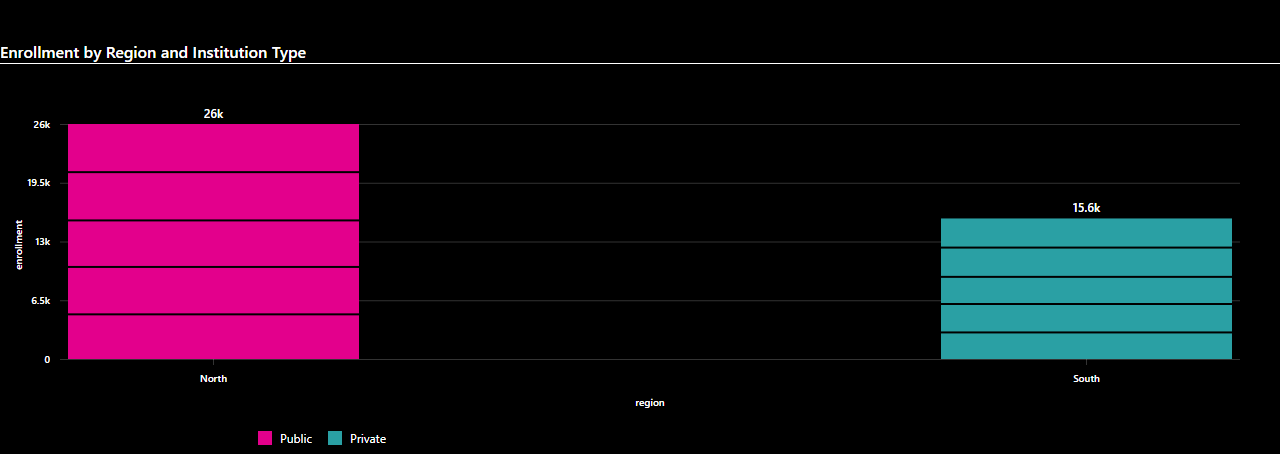 Enrollment by Region and Institution Type
26k
26k
19.5k
15.6k
enrollment
13k
6.5k
0
North
South
region
Public
Private